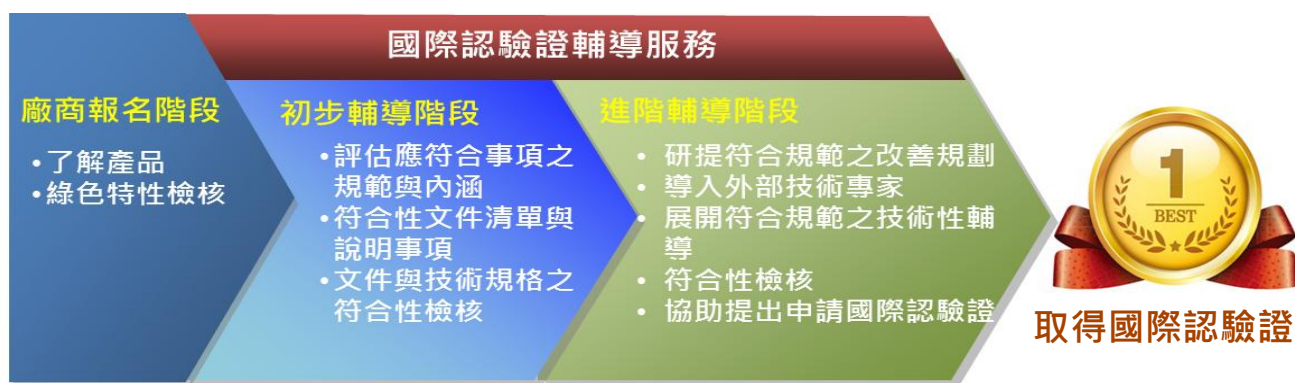 國際認驗證輔導服務
廠商報名階段
•了解產品
•綠色特性檢核
初步輔導階段
•評估應符合事項之
規範與內涵
•符合性文件清單與
說明事項
•文件與技術規格之
符合性檢核
進階輔導階段
• 研提符合規範之改善規劃
• 導入外部技術專家
• 展開符合規範之技術性輔
導
• 符合性檢核
• 協助提出申請國際認驗證
1
BEST
取得國際認驗證